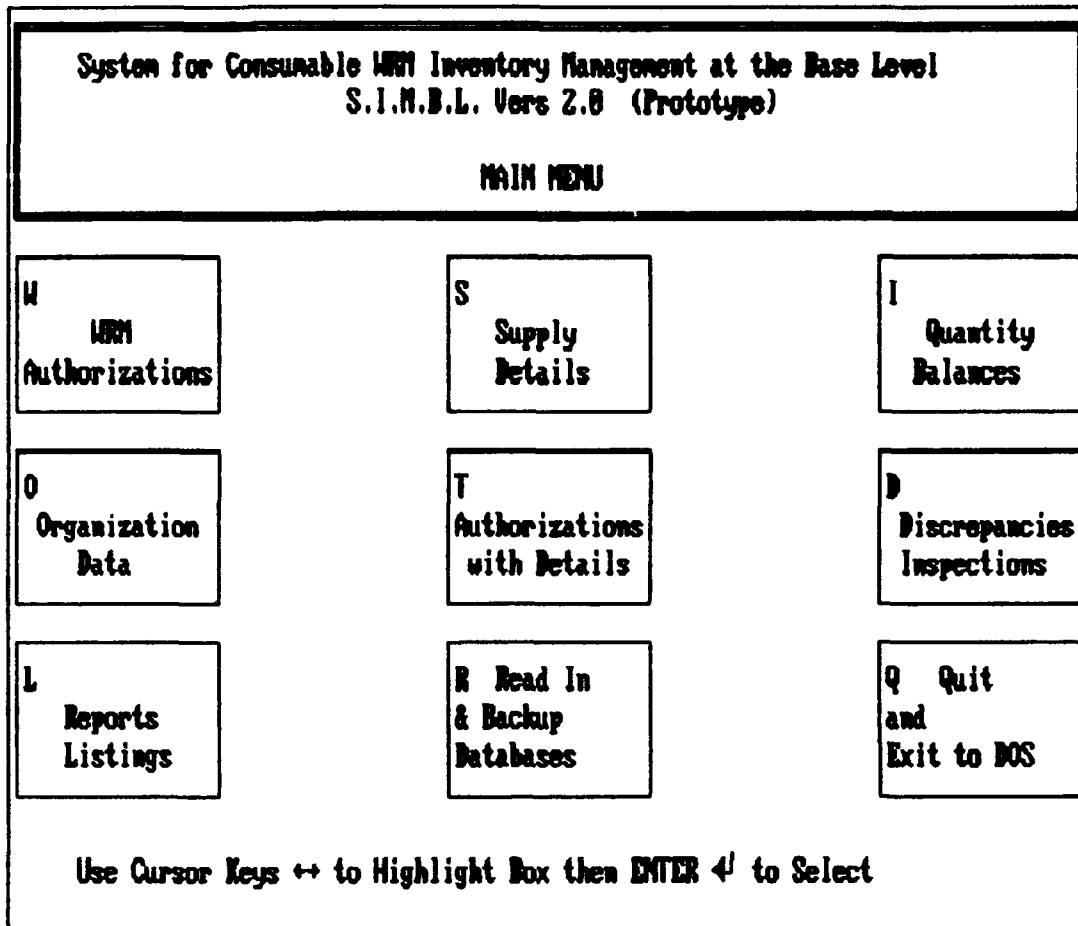 System for Consumable WRM Inventory Management at the Base Level
S.I.M.B.L. Vers 2.0 (Prototype)
MAIN MENU
W
WRM
Authorizations
S
Supply
Details
I
Quantity
Balances
O
Organization
Data
T
Authorizations
with Details
D
Discrepancies
Inspections
L
Reports
Listings
R Read In
& Backup
Databases
Q Quit
and
Exit to DOS
Use Cursor Keys ↔ to Highlight Box then ENTER ↵ to Select